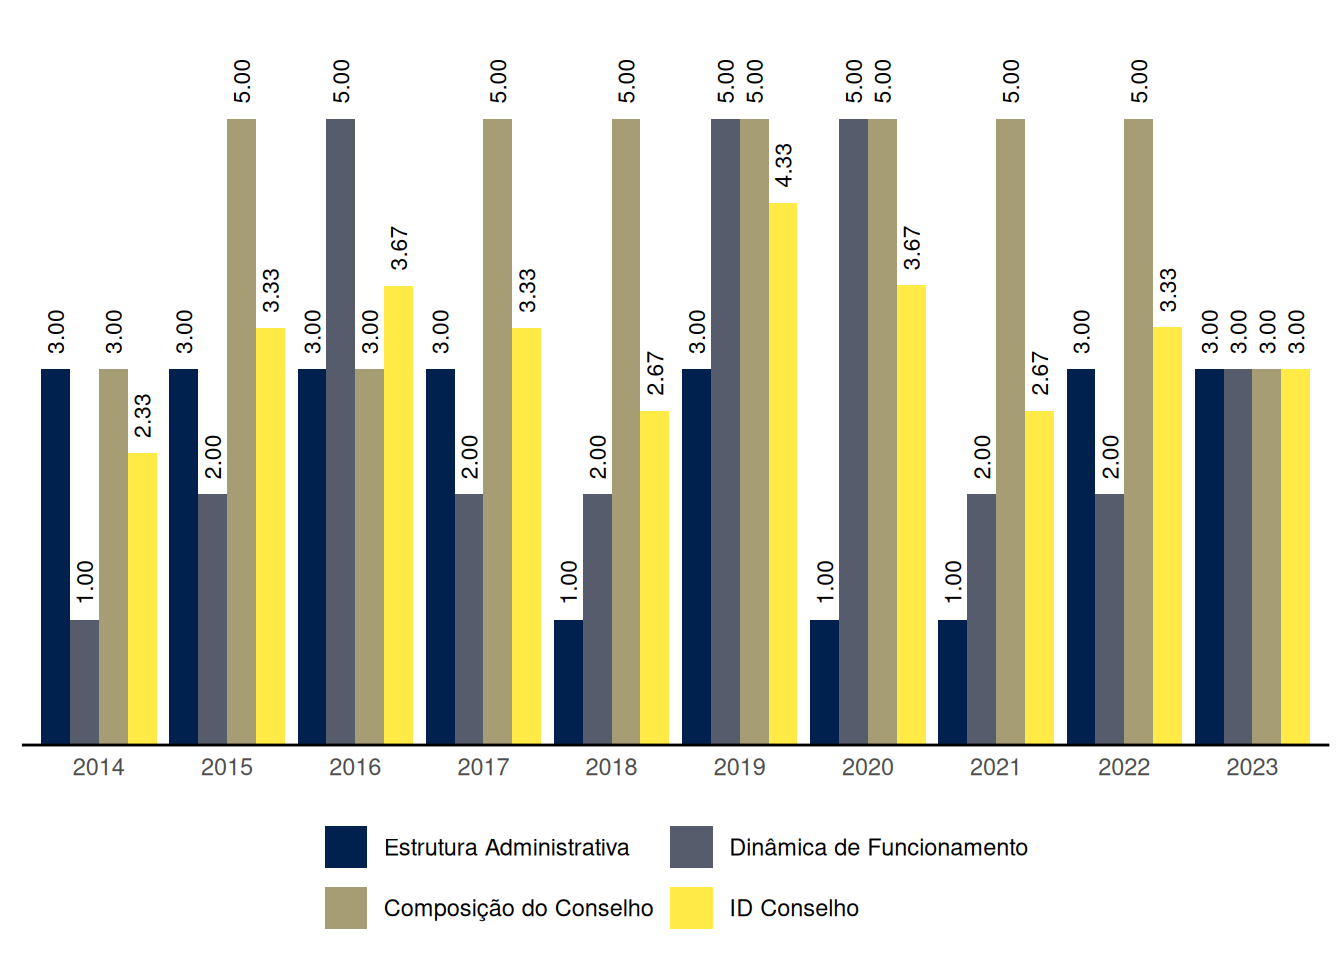 3.00 1.00 3.00 2.33 3.00 2.00 5.00 3.33 3.00 5.00 3.00 3.67 3.00 2.00 5.00 3.33 1.00 2.00 5.00 2.67 3.00 5.00 5.00 4.33 1.00 5.00 5.00 3.67 1.00 2.00 5.00 2.67 3.00 2.00 5.00 3.33 3.00 3.00 3.00 3.00
2014 2015 2016 2017 2018 2019 2020 2021 2022 2023
Estrutura Administrativa Dinâmica de Funcionamento
Composição do Conselho ID Conselho